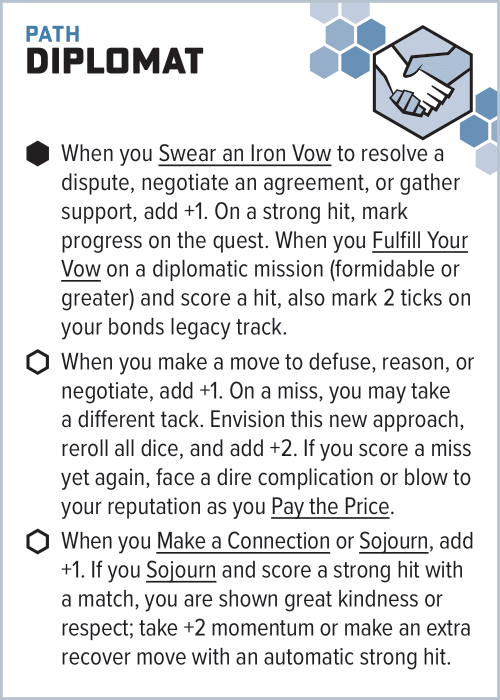 PATH
DIPLOMAT
When you Swear an Iron Vow to resolve a
dispute, negotiate an agreement, or gather
support, add +1. On a strong hit, mark
progress on the quest. When you Fulfill Your
Vow on a diplomatic mission (formidable or
greater) and score a hit, also mark 2 ticks on
your bonds legacy track.
When you make a move to defuse, reason, or
negotiate, add +1. On a miss, you may take
a different tack. Envision this new approach,
reroll all dice, and add +2. If you score a miss
yet again, face a dire complication or blow to
your reputation as you Pay the Price.
When you Make a Connection or Sojourn, add
+1. If you Sojourn and score a strong hit with
a match, you are shown great kindness or
respect; take +2 momentum or make an extra
recover move with an automatic strong hit.